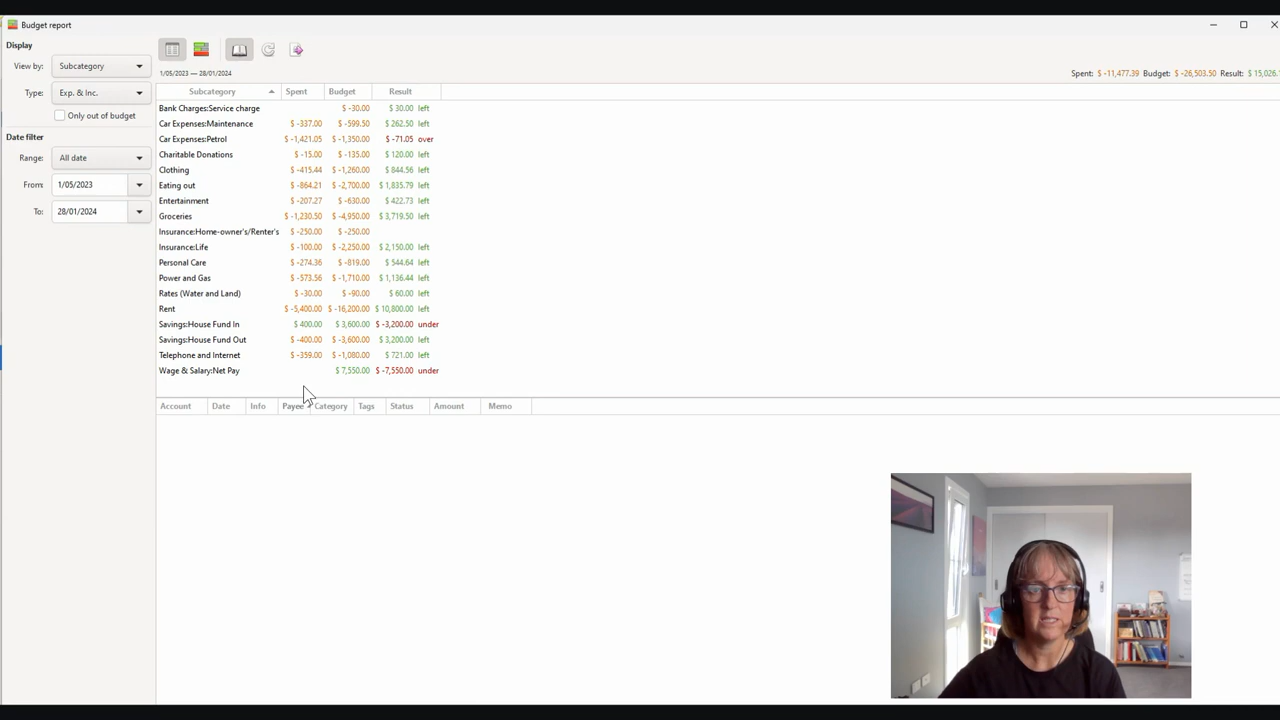 Budget report
Display
View by: Subcategory
Type: Exp. & Inc.
Only out of budget
Date filter
Range: All date
From: 1/05/2023
To: 28/01/2024
1/05/2023 — 28/01/2024
Spent: $ -11,477.39 Budget: $ -26,503.50 Result: $ 15,026.
Subcategory Spent Budget Result
Bank Charges:Service charge $ -30.00 $ 30.00 left
Car Expenses:Maintenance $ -337.00 $ -599.50 $ 262.50 left
Car Expenses:Petrol $ -1,421.05 $ -1,350.00 $ -71.05 over
Charitable Donations $ -15.00 $ -135.00 $ 120.00 left
Clothing $ -415.44 $ -1,260.00 $ 844.56 left
Eating out $ -864.21 $ -2,700.00 $ 1,835.79 left
Entertainment $ -207.27 $ -630.00 $ 422.73 left
Groceries $ -1,230.50 $ -4,950.00 $ 3,719.50 left
Insurance:Home-owner's/Renter's $ -250.00 $ -250.00
Insurance:Life $ -100.00 $ -2,250.00 $ 2,150.00 left
Personal Care $ -274.36 $ -819.00 $ 544.64 left
Power and Gas $ -573.56 $ -1,710.00 $ 1,136.44 left
Rates (Water and Land) $ -30.00 $ -90.00 $ 60.00 left
Rent $ -5,400.00 $ -16,200.00 $ 10,800.00 left
Savings:House Fund In $ 400.00 $ 3,600.00 $ -3,200.00 under
Savings:House Fund Out $ -400.00 $ -3,600.00 $ 3,200.00 left
Telephone and Internet $ -359.00 $ -1,080.00 $ 721.00 left
Wage & Salary:Net Pay $ 7,550.00 $ -7,550.00 under
Account Date Info Payee Category Tags Status Amount Memo